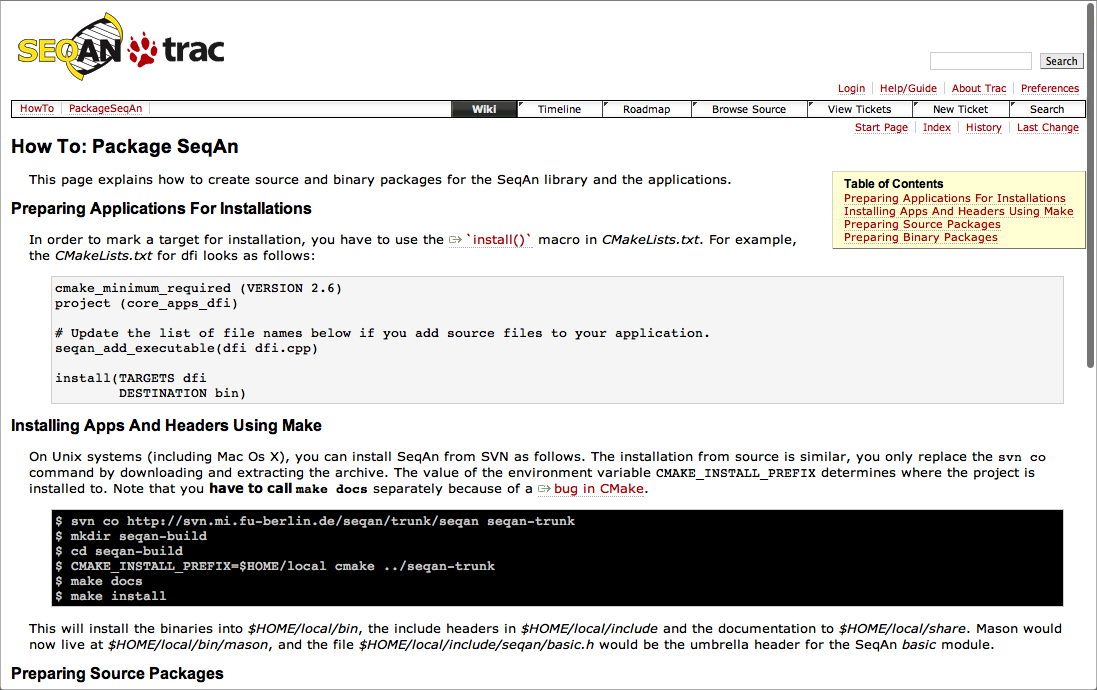 SEQAN trac
Search
Login Help/Guide About Trac Preferences
HowTo PackageSeqAn Wiki Timeline Roadmap Browse Source View Tickets New Ticket Search
Start Page Index History Last Change
How To: Package SeqAn
This page explains how to create source and binary packages for the SeqAn library and the applications.
Table of Contents
Preparing Applications For Installations
Installing Apps And Headers Using Make
Preparing Source Packages
Preparing Binary Packages
Preparing Applications For Installations
In order to mark a target for installation, you have to use the `install()` macro in CMakeLists.txt. For example,
the CMakeLists.txt for dfi looks as follows:
cmake_minimum_required (VERSION 2.6)
project (core_apps_dfi)
# Update the list of file names below if you add source files to your application.
seqan_add_executable(dfi dfi.cpp)
install(TARGETS dfi
        DESTINATION bin)
Installing Apps And Headers Using Make
On Unix systems (including Mac Os X), you can install SeqAn from SVN as follows. The installation from source is similar, you only replace the svn co
command by downloading and extracting the archive. The value of the environment variable CMAKE_INSTALL_PREFIX determines where the project is
installed to. Note that you have to call make docs separately because of a bug in CMake.
$ svn co http://svn.mi.fu-berlin.de/seqan/trunk/seqan seqan-trunk
$ mkdir seqan-build
$ cd seqan-build
$ CMAKE_INSTALL_PREFIX=$HOME/local cmake ../seqan-trunk
$ make docs
$ make install
This will install the binaries into $HOME/local/bin, the include headers in $HOME/local/include and the documentation to $HOME/local/share. Mason would
now live at $HOME/local/bin/mason, and the file $HOME/local/include/seqan/basic.h would be the umbrella header for the SeqAn basic module.
Preparing Source Packages